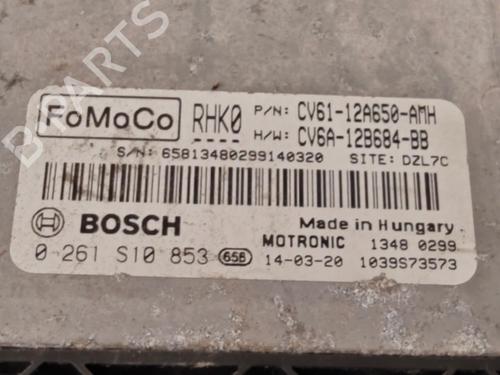 B PARTS
FoMoCo
RHK0
P/N: CV61-12A650-AMH
H/W: CV6A-12B684-BB
S/N: 65813480299140320 SITE: DZL7C
BOSCH
Made in Hungary
MOTRONIC 1348 0299
0 261 S10 853 658 14-03-20 1039S73573